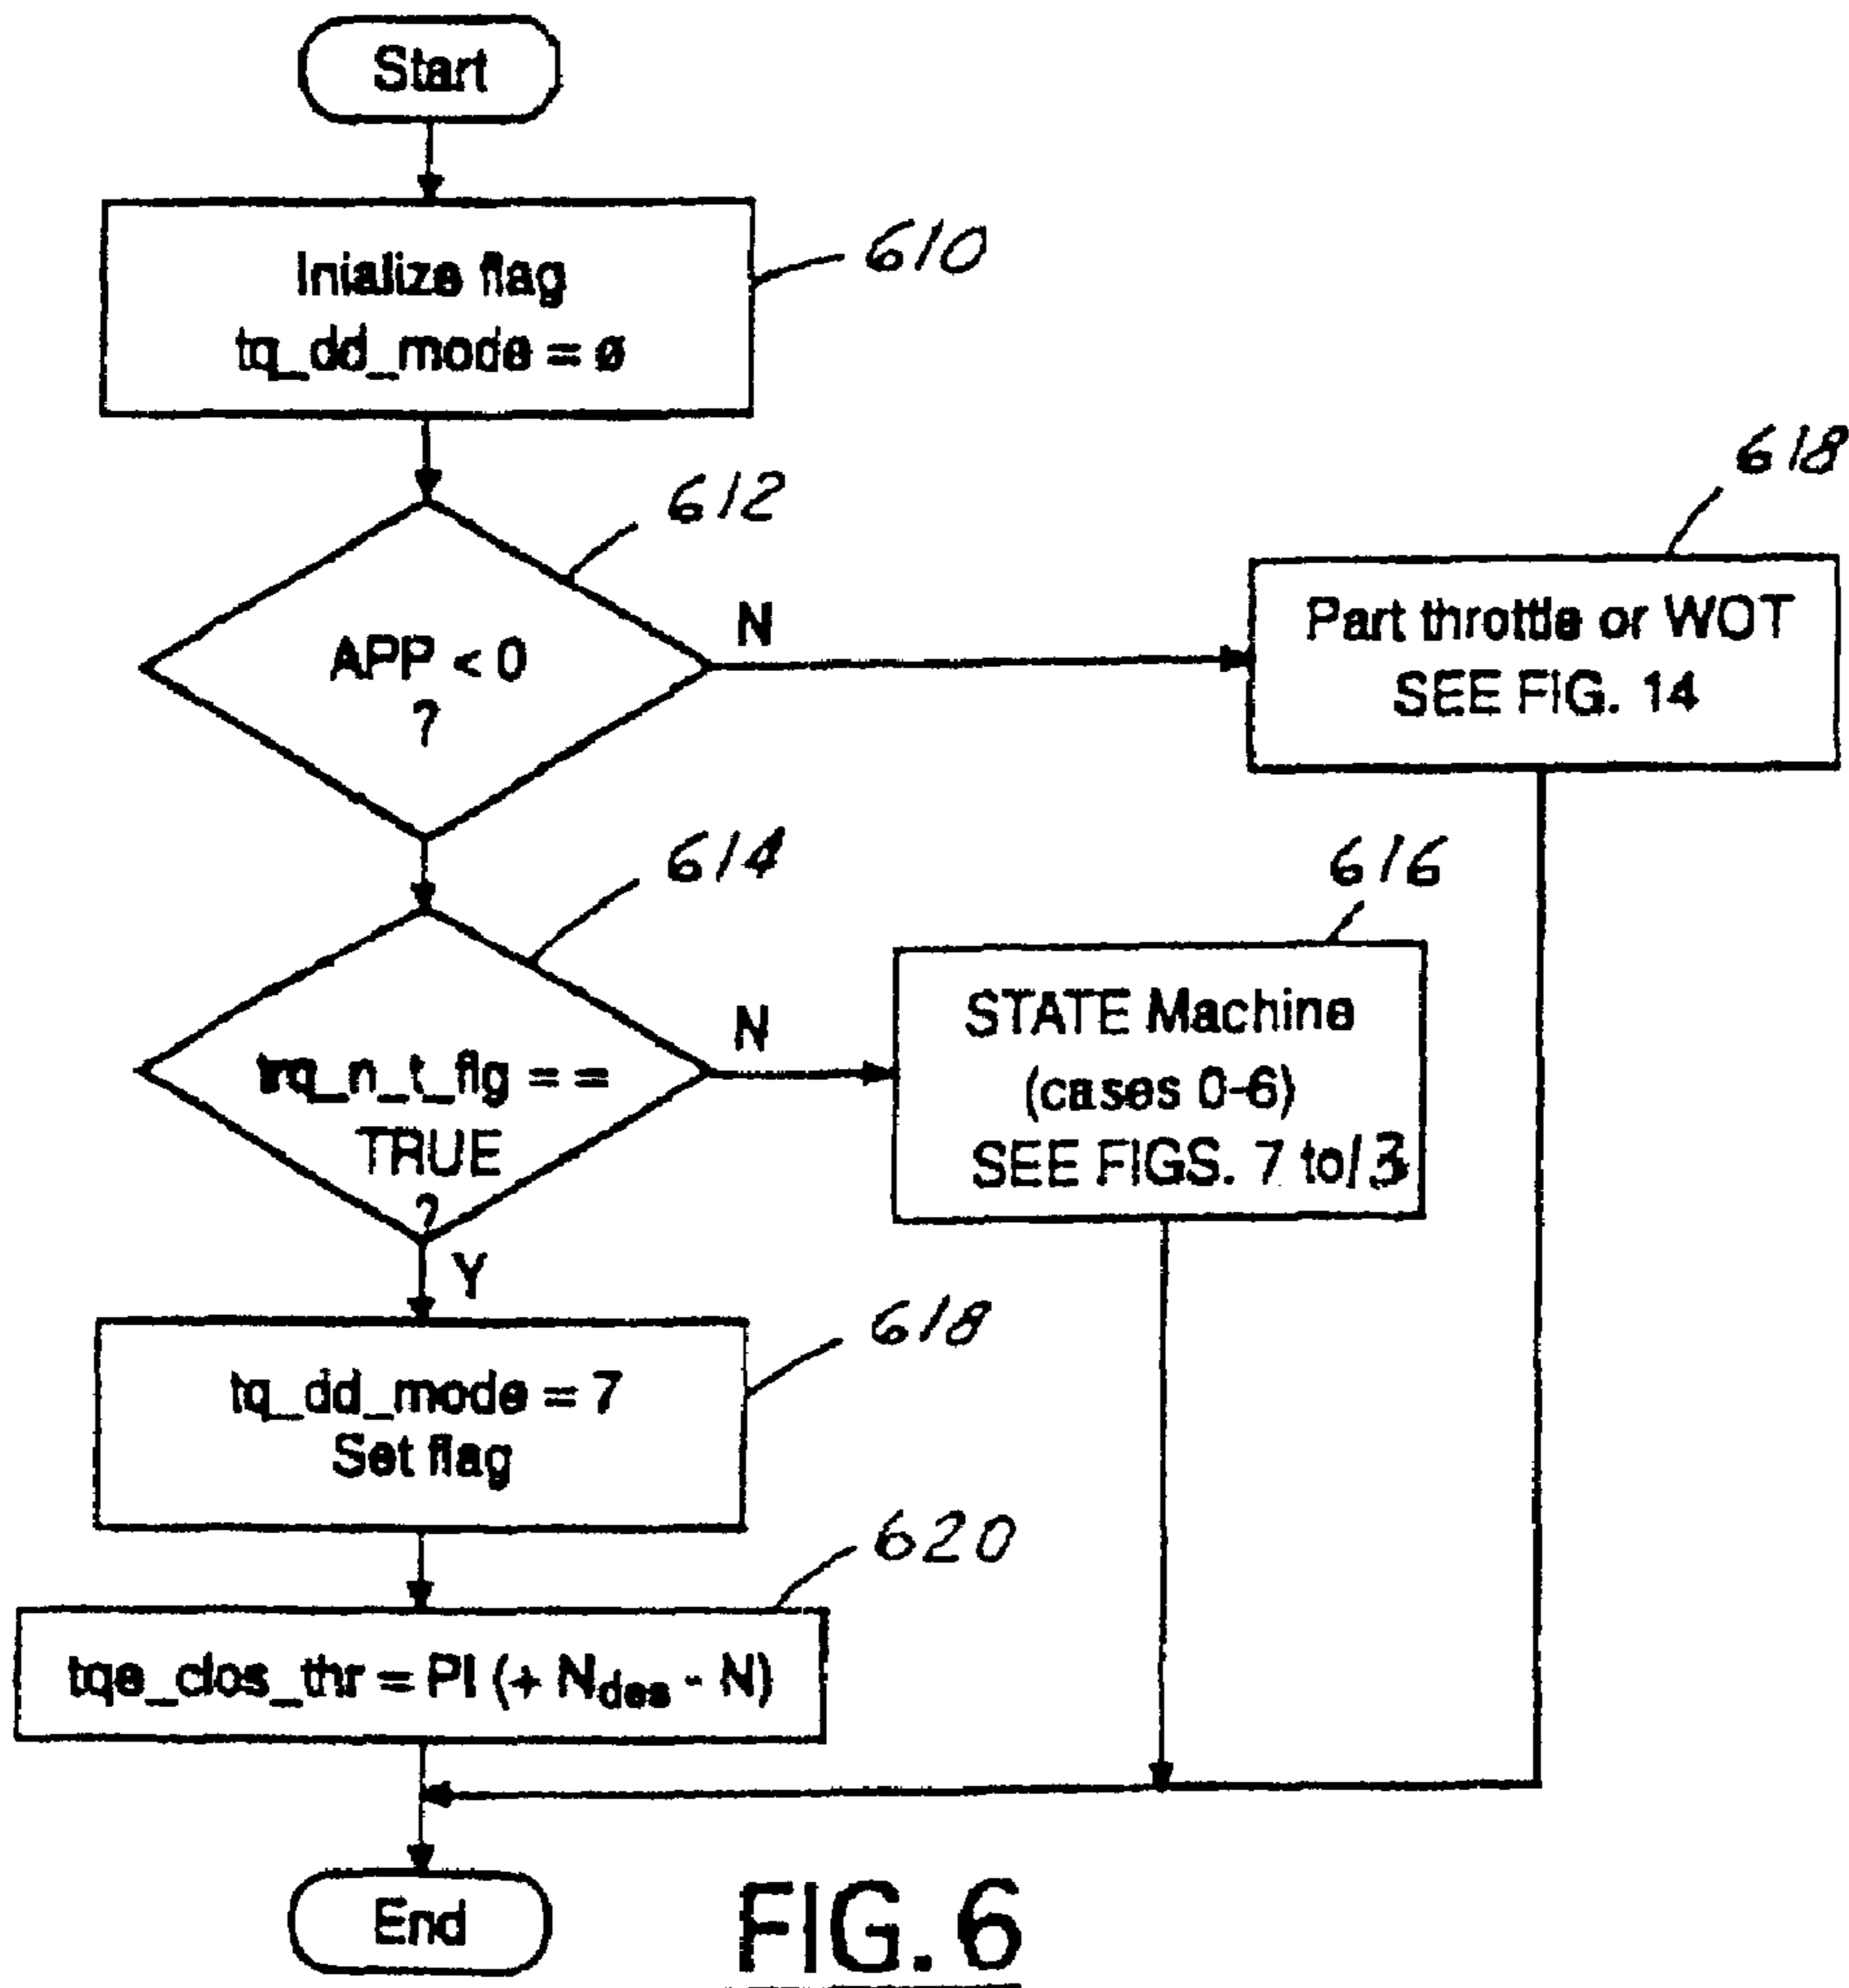 Start
Inialize flag
tq_dd_mode = ø
610
APP < 0
?
612
N
Part throttle or WOT
SEE FIG. 14
618
trq_n_t_flg = =
TRUE
?
614
N
Y
STATE Machine
(cases 0-6)
SEE FIGS. 7 to 13
616
tq_dd_mode = 7
Set flag
618
tqe_clos_thr = PI (+ N_des - N)
620
End
FIG. 6